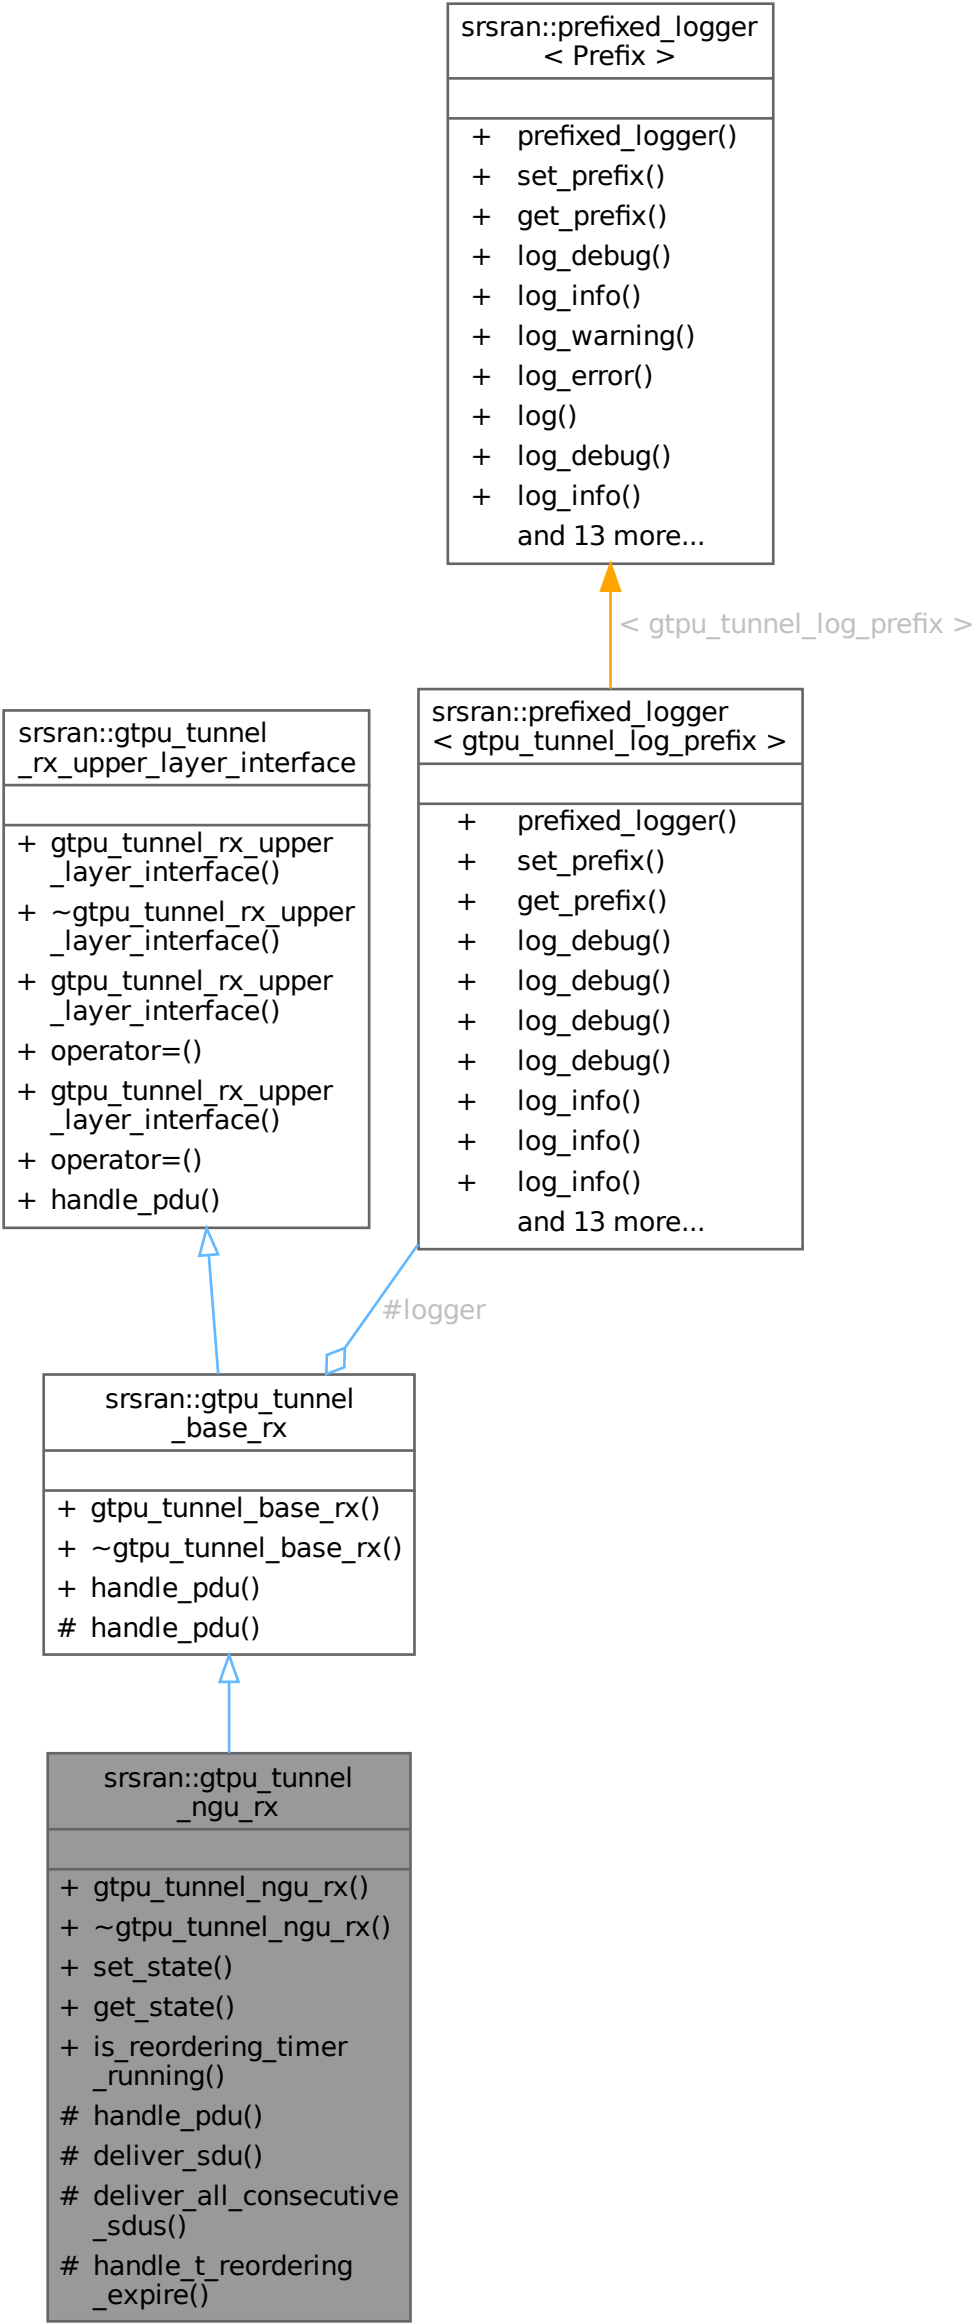 srsran::prefixed_logger
< Prefix >
+ prefixed_logger()
+ set_prefix()
+ get_prefix()
+ log_debug()
+ log_info()
+ log_warning()
+ log_error()
+ log()
+ log_debug()
+ log_info()
and 13 more...
< gtpu_tunnel_log_prefix >
srsran::gtpu_tunnel
_rx_upper_layer_interface
+ gtpu_tunnel_rx_upper
_layer_interface()
+ ~gtpu_tunnel_rx_upper
_layer_interface()
+ gtpu_tunnel_rx_upper
_layer_interface()
+ operator=()
+ gtpu_tunnel_rx_upper
_layer_interface()
+ operator=()
+ handle_pdu()
srsran::prefixed_logger
< gtpu_tunnel_log_prefix >
+ prefixed_logger()
+ set_prefix()
+ get_prefix()
+ log_debug()
+ log_debug()
+ log_debug()
+ log_debug()
+ log_info()
+ log_info()
+ log_info()
and 13 more...
#logger
srsran::gtpu_tunnel
_base_rx
+ gtpu_tunnel_base_rx()
+ ~gtpu_tunnel_base_rx()
+ handle_pdu()
# handle_pdu()
srsran::gtpu_tunnel
_ngu_rx
+ gtpu_tunnel_ngu_rx()
+ ~gtpu_tunnel_ngu_rx()
+ set_state()
+ get_state()
+ is_reordering_timer
_running()
# handle_pdu()
# deliver_sdu()
# deliver_all_consecutive
_sdus()
# handle_t_reordering
_expire()